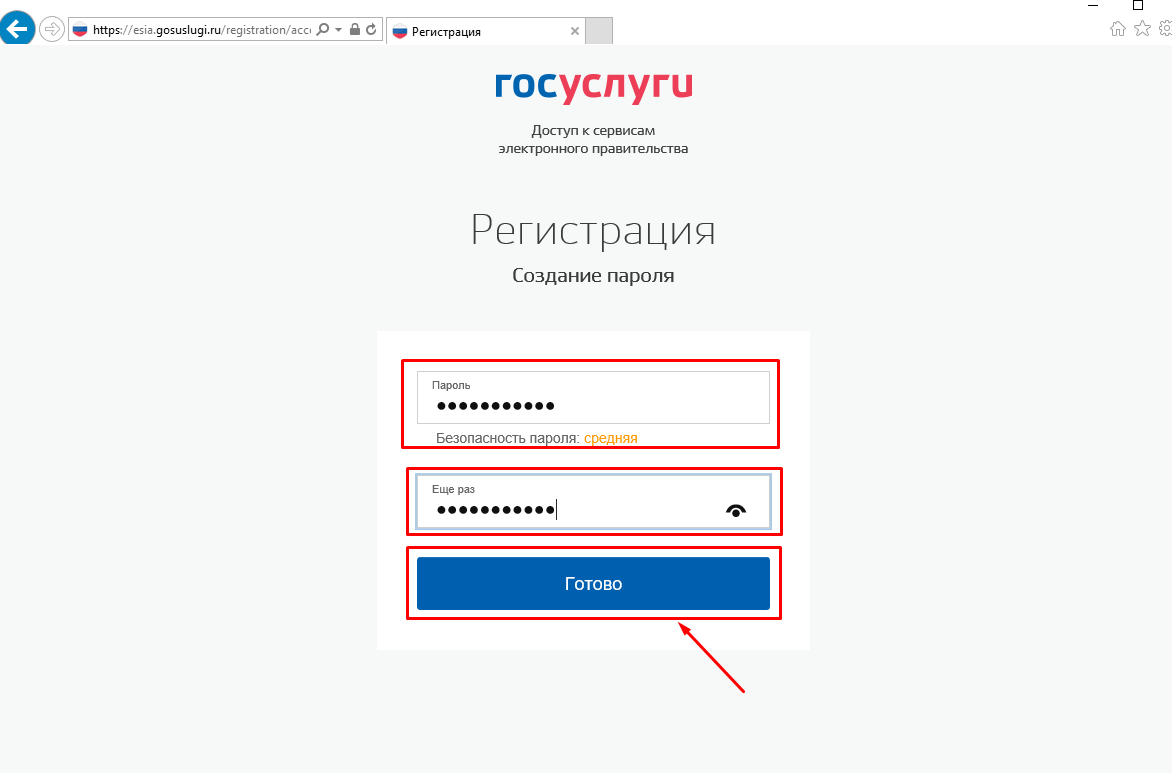 https://esia.gosuslugi.ru/registration/acc
Регистрация
госуслуги
Доступ к сервисам
электронного правительства
Регистрация
Создание пароля
Пароль
●●●●●●●●●●●
Безопасность пароля: средняя
Еще раз
●●●●●●●●●●●
Готово